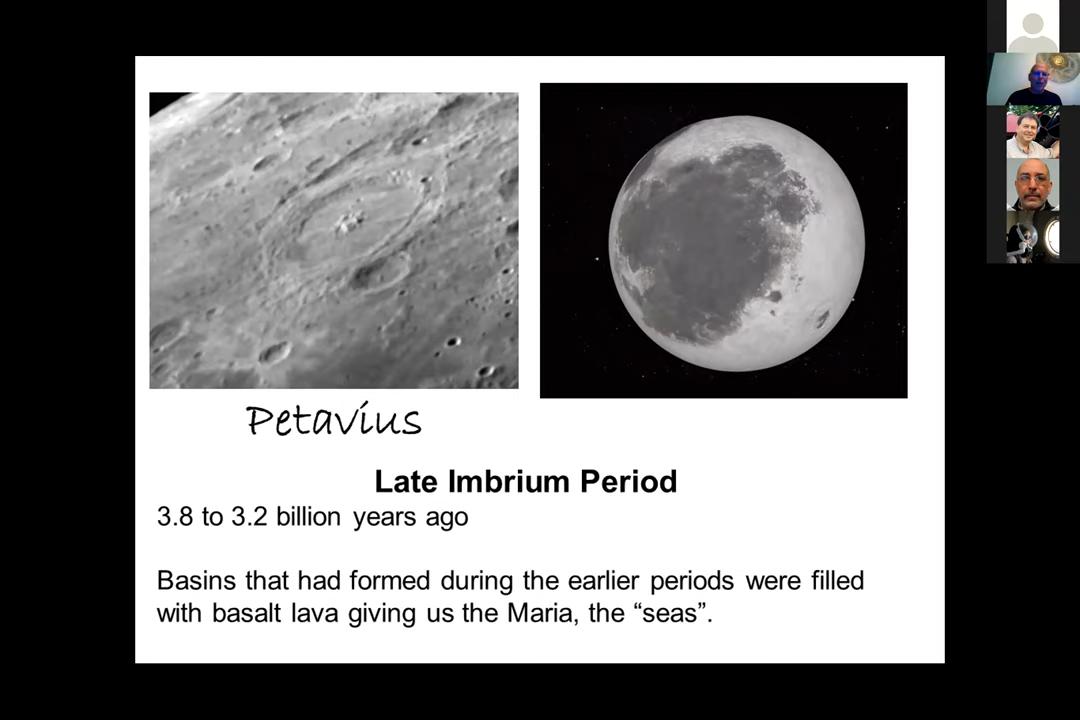 Petavius
Late Imbrium Period
3.8 to 3.2 billion years ago
Basins that had formed during the earlier periods were filled
with basalt lava giving us the Maria, the “seas”.